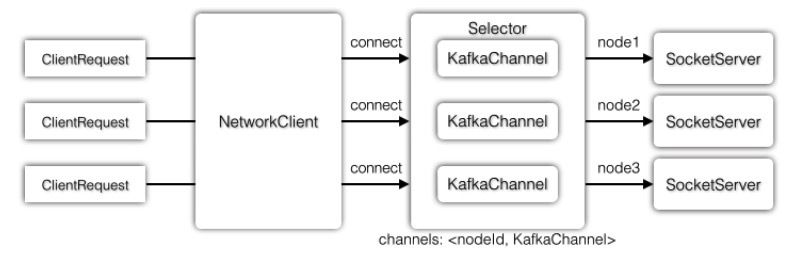 Selector
ClientRequest
connect
KafkaChannel
node1
SocketServer
ClientRequest
NetworkClient
connect
KafkaChannel
node2
SocketServer
ClientRequest
connect
KafkaChannel
node3
SocketServer
channels: <nodeId, KafkaChannel>